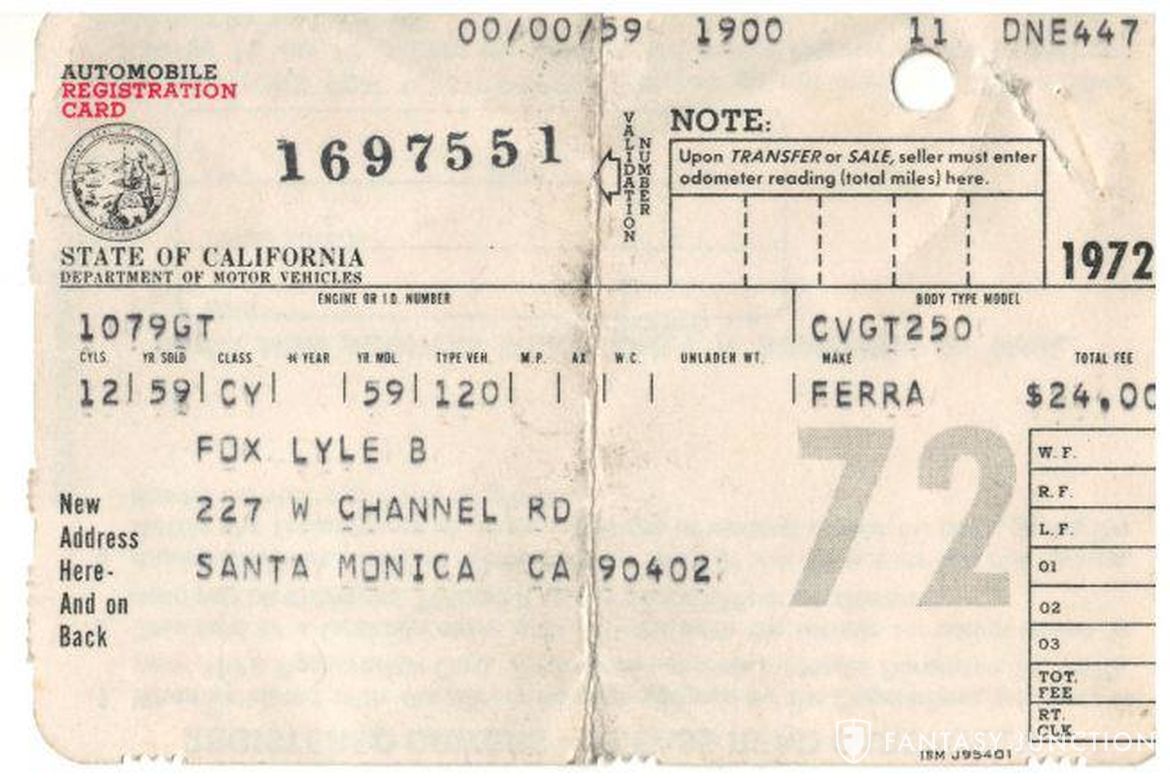 00/00/59 1900 11 DNE447
AUTOMOBILE
REGISTRATION
CARD
1697551
VALIDATION NUMBER
NOTE:
Upon TRANSFER or SALE, seller must enter
odometer reading (total miles) here.
1972
STATE OF CALIFORNIA
DEPARTMENT OF MOTOR VEHICLES
ENGINE OR I.D. NUMBER BODY TYPE MODEL
1079GT CVGT250
CYLS. YR. SOLD CLASS YR. MDL. TYPE VEH. M.P. AX W.C. UNLADEN WT. MAKE TOTAL FEE
12 59 CY 59 120 FERRA $24.00
72
FOX LYLE B
227 W CHANNEL RD
SANTA MONICA CA 90402
New
Address
Here-
And on
Back
W. F.
R. F.
L. F.
01
02
03
TOT.
FEE
RT.
CLK.
IBM J95401
FANTASY JUNCTION